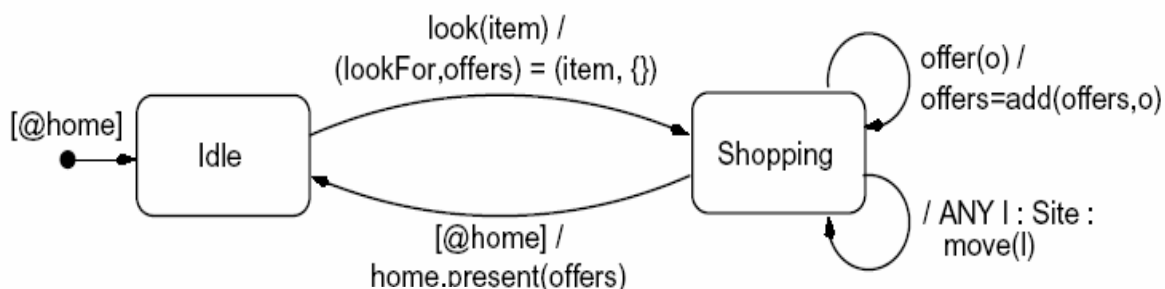 look(item) /
(lookFor,offers) = (item, {})
[@home]
Idle
Shopping
offer(o) /
offers=add(offers,o)
/ ANY l : Site :
move(l)
[@home] /
home.present(offers)